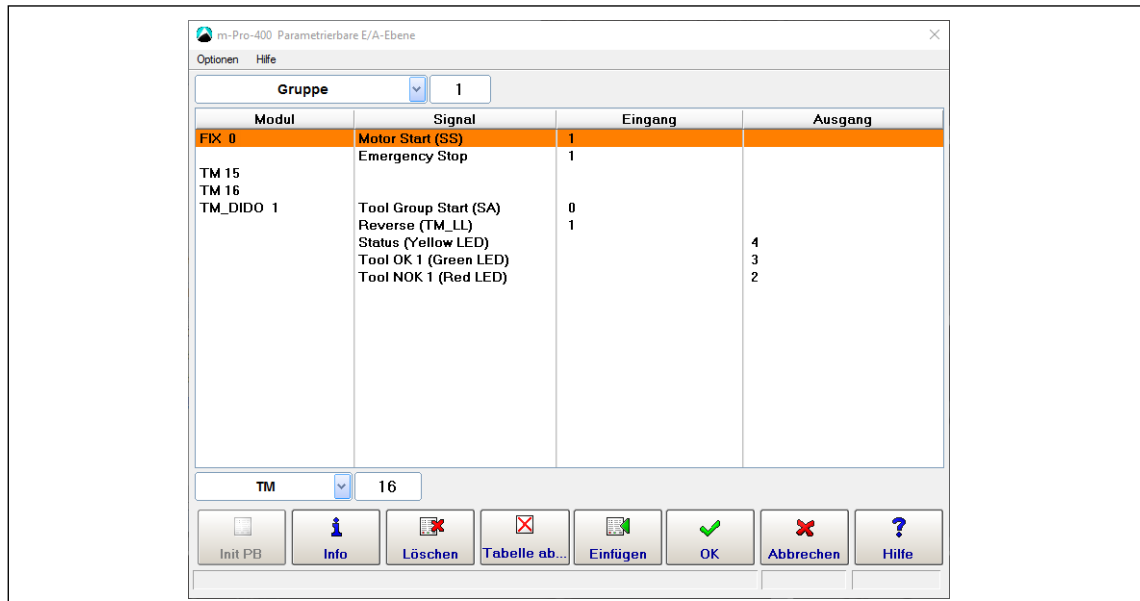 m-Pro-400 Parametrierbare E/A-Ebene
Optionen Hilfe
Gruppe 1
Modul Signal Eingang Ausgang
FIX 0 Motor Start (SS) 1
Emergency Stop 1
TM 15
TM 16
TM_DIDO 1 Tool Group Start (SA) 0
Reverse (TM_LL) 1
Status (Yellow LED) 4
Tool OK 1 (Green LED) 3
Tool NOK 1 (Red LED) 2
TM 16
Init PB Info Löschen Tabelle ab... Einfügen OK Abbrechen Hilfe